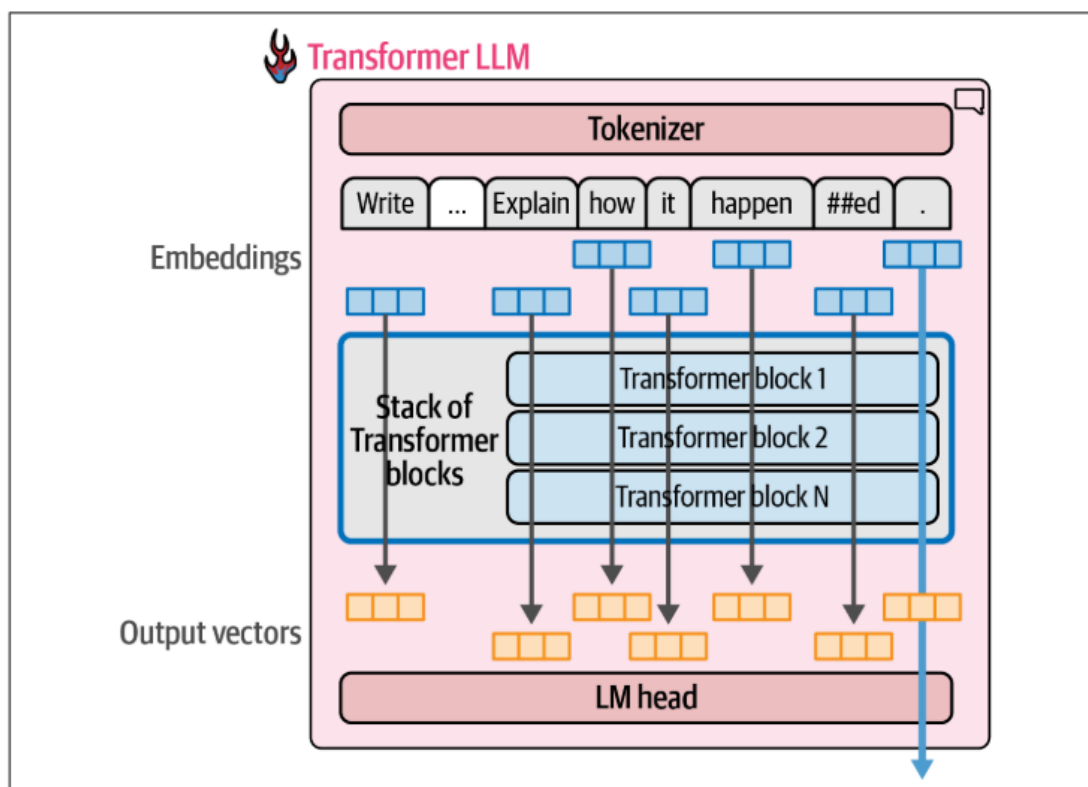 Transformer LLM
Tokenizer
Write ... Explain how it happen ##ed .
Embeddings
Stack of
Transformer
blocks
Transformer block 1
Transformer block 2
Transformer block N
Output vectors
LM head